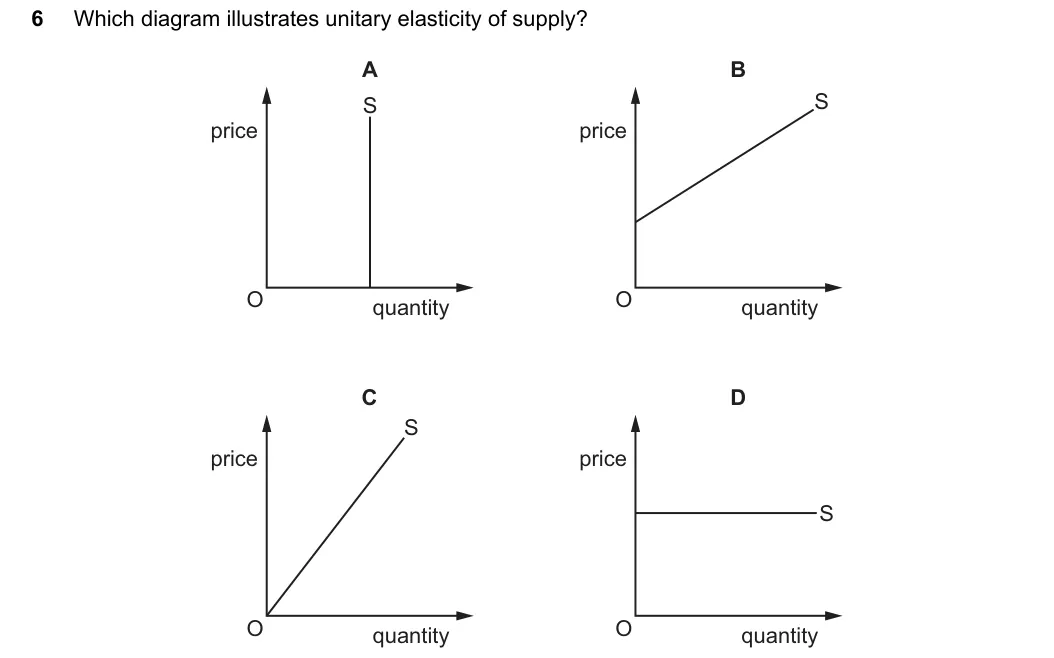 6 Which diagram illustrates unitary elasticity of supply?
A
B
S
S
price
price
O
quantity
O
quantity
C
D
S
price
price
S
O
quantity
O
quantity